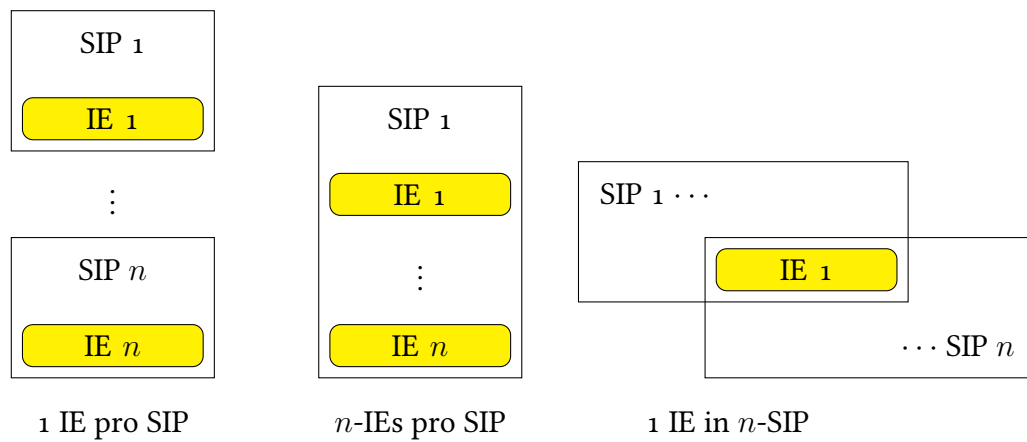 SIP 1
IE 1
⋮
SIP n
IE n
1 IE pro SIP
SIP 1
IE 1
⋮
IE n
n-IEs pro SIP
SIP 1 ⋯
IE 1
⋯ SIP n
1 IE in n-SIP